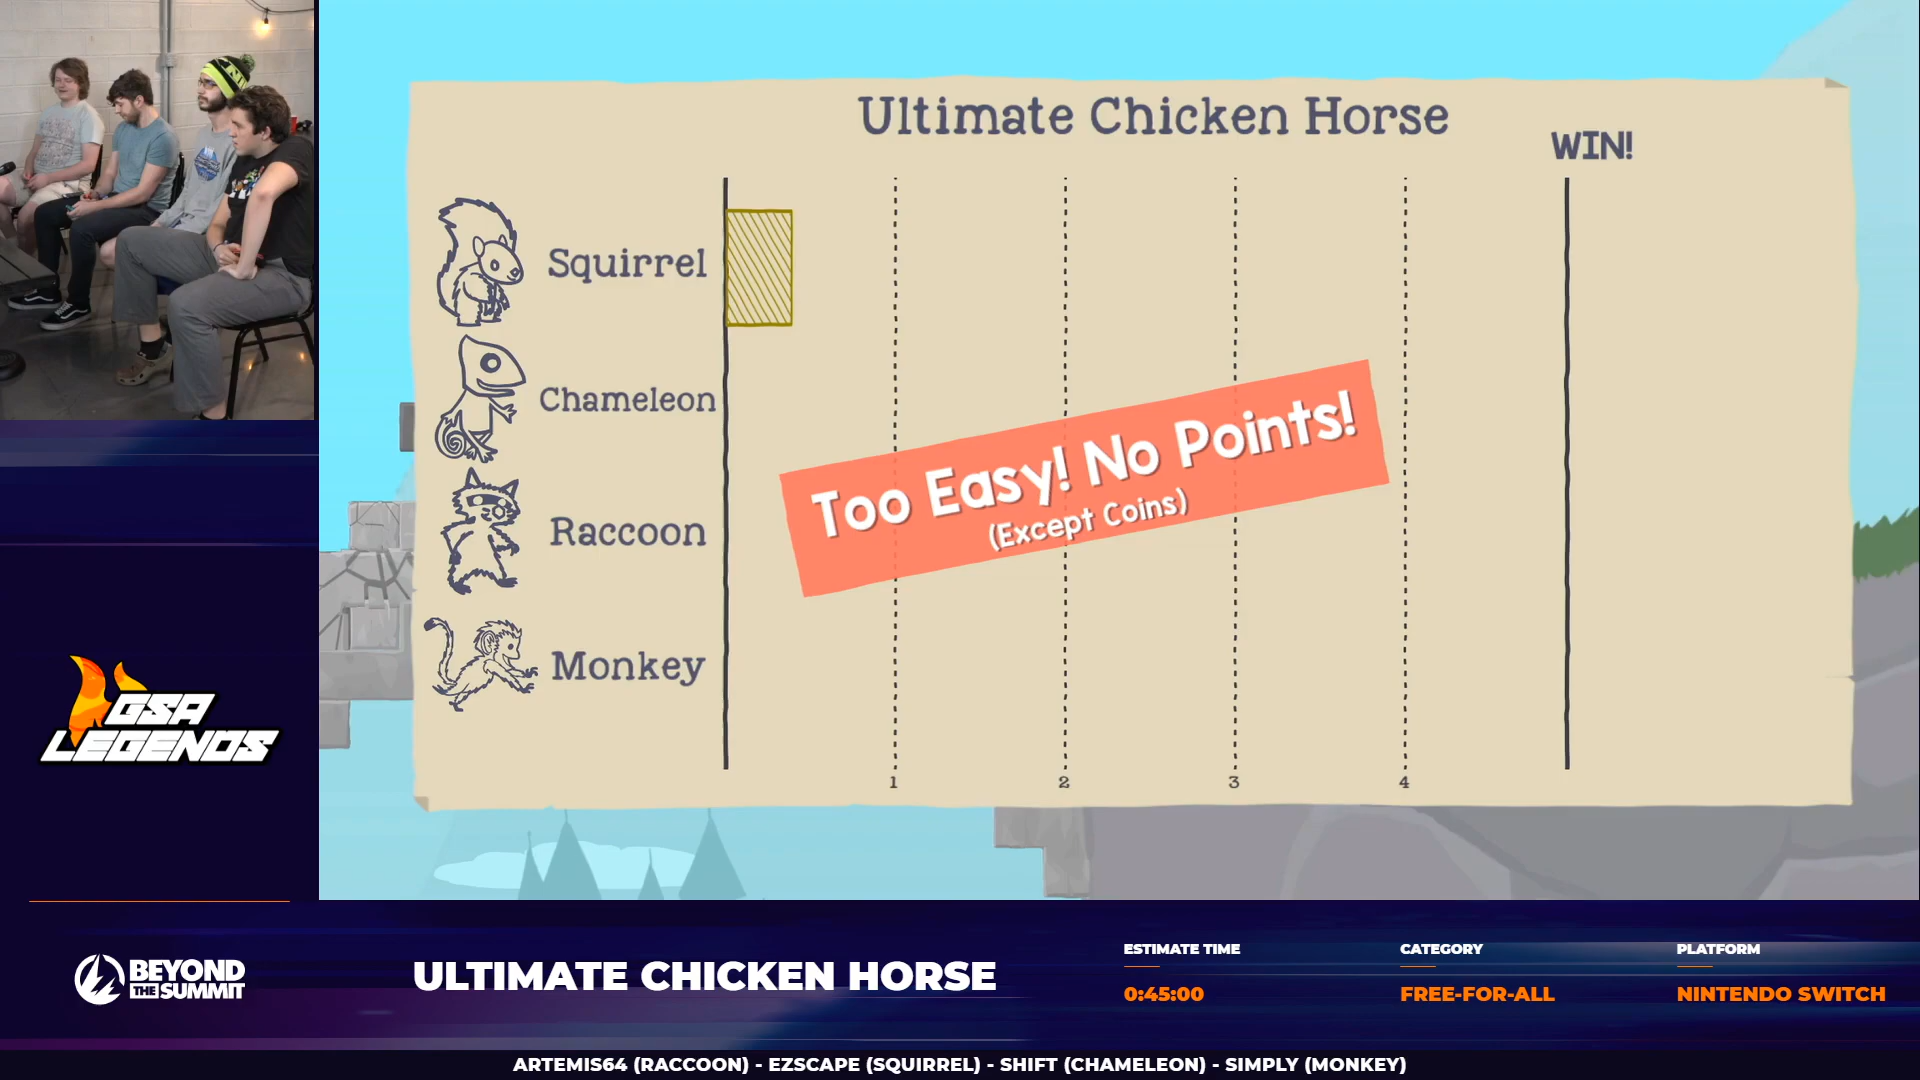 Ultimate Chicken Horse
WIN!
Squirrel
Chameleon
Raccoon
Monkey
Too Easy! No Points!
(Except Coins)
1 2 3 4
GSA
LEGENDS
BEYOND
THE SUMMIT
ULTIMATE CHICKEN HORSE
ESTIMATE TIME
0:45:00
CATEGORY
FREE-FOR-ALL
PLATFORM
NINTENDO SWITCH
ARTEMIS64 (RACCOON) - EZSCAPE (SQUIRREL) - SHIFT (CHAMELEON) - SIMPLY (MONKEY)